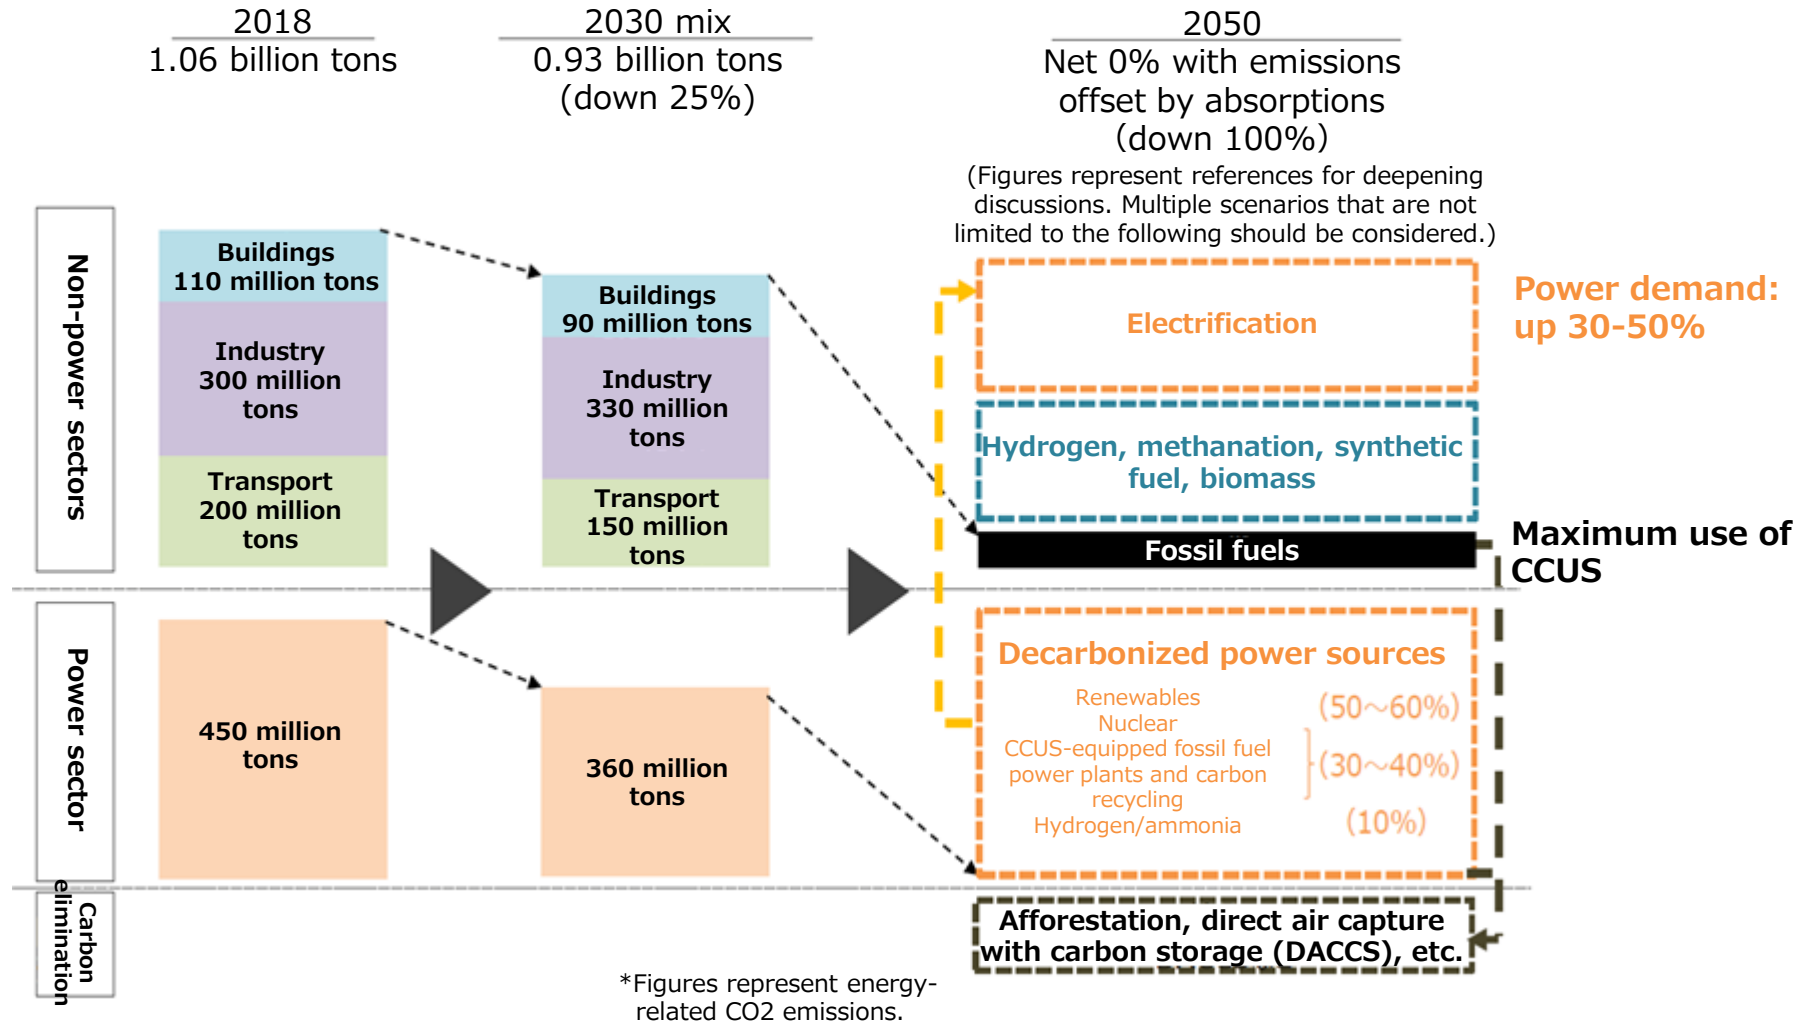 2018
1.06 billion tons
2030 mix
0.93 billion tons
(down 25%)
2050
Net 0% with emissions
offset by absorptions
(down 100%)
(Figures represent references for deepening
discussions. Multiple scenarios that are not
limited to the following should be considered.)
Non-power sectors
Buildings
110 million tons
Industry
300 million
tons
Transport
200 million
tons
Buildings
90 million tons
Industry
330 million
tons
Transport
150 million
tons
Electrification
Power demand:
up 30-50%
Hydrogen, methanation, synthetic
fuel, biomass
Fossil fuels
Maximum use of
CCUS
Power sector
450 million
tons
360 million
tons
Decarbonized power sources
Renewables
(50～60%)
Nuclear
CCUS-equipped fossil fuel
power plants and carbon
recycling
(30～40%)
Hydrogen/ammonia
(10%)
Carbon
elimination
Afforestation, direct air capture
with carbon storage (DACCS), etc.
*Figures represent energy-
related CO2 emissions.